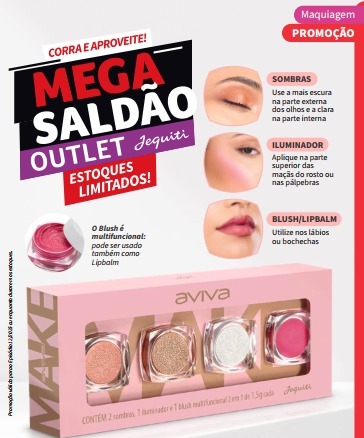 Maquiagem
PROMOÇÃO
CORRA E APROVEITE!
MEGA
SALDÃO
OUTLET Jequiti
ESTOQUES
LIMITADOS!
SOMBRAS
Use a mais escura
na parte externa
dos olhos e a clara
na parte interna
ILUMINADOR
Aplique na parte
superior das
maçãs do rosto ou
nas pálpebras
BLUSH/LIPBALM
Utilize nos lábios
ou bochechas
O Blush é
multifuncional:
pode ser usado
também como
Lipbalm
aviva
MAKE
MAKE
CONTÉM 2 sombras, 1 iluminador e 1 blush multifuncional 2 em 1 de 1,5g cada
Jequiti